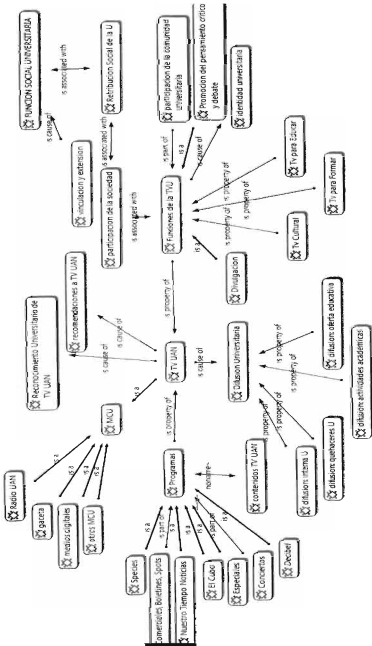 FUNCION SOCIAL UNIVERSITARIA
is associated with
Retribucion Social de la U
is cause of
vinculacion y extension
is associated with
participacion de la sociedad
is associated with
participacion de la comunidad
universitaria
Promocion del pensamiento critico
y debate
identidad universitaria
is part of
is a
is cause of
Funciones de la TVU
is property of
is property of
is property of
is a
Tv para Educar
Tv para Formar
Tv Cultural
Divulgacion
Reconocimiento Universitario de
TV UAN
recomendaciones a TV UAN
is cause of
is cause of
is property of
TV UAN
is a
is cause of
is property of
MCU
Radio UAN
gaceta
medios digitales
otros MCU
is a
is a
is a
is a
Difusion Universitaria
is property of
is property of
is property of
is property of
difusion: oferta educativa
difusion: actividades academicas
difusion: quehaceres U
difusion: interna U
contenidos TV UAN
noname
Programas
is a
is part of
is a
is a
is a
is a
is a
Species
Comerciales, Boletines, Spots
Nuestro Tiempo Noticias
El Cubo
Especiales
Conciertos
Decibel